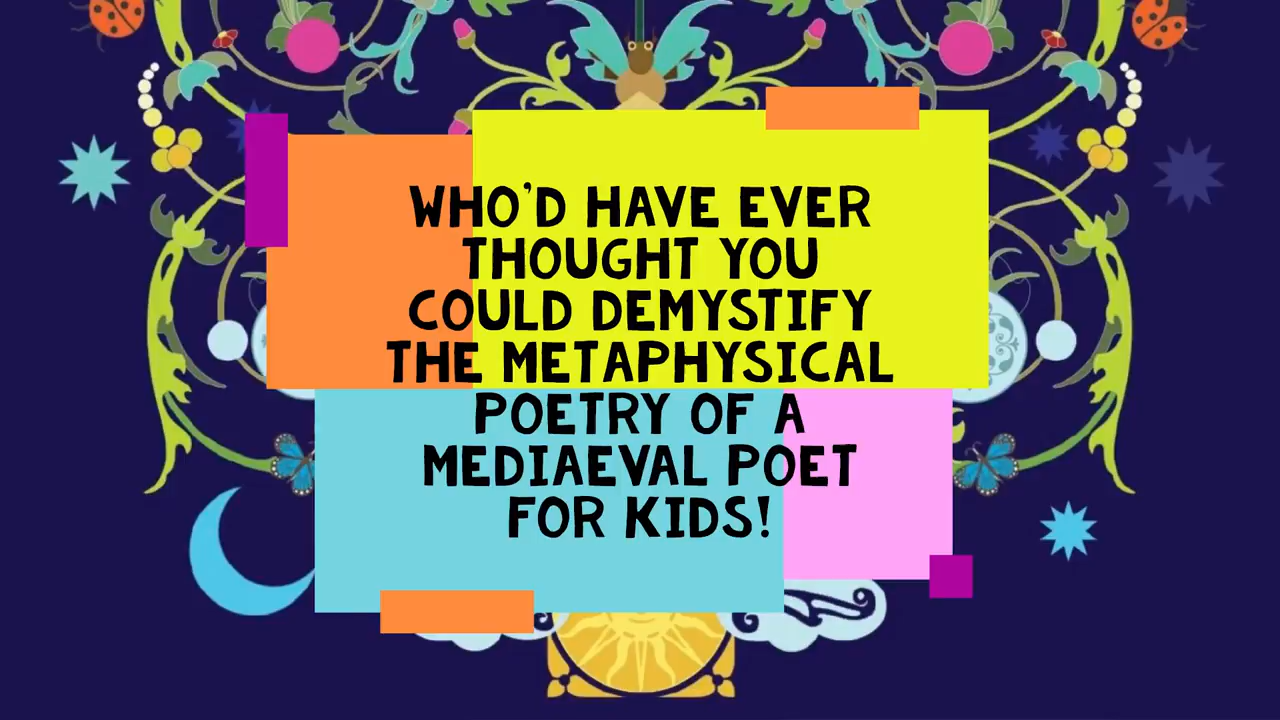 WHO'D HAVE EVER
THOUGHT YOU
COULD DEMYSTIFY
THE METAPHYSICAL
POETRY OF A
MEDIAEVAL POET
FOR KIDS!